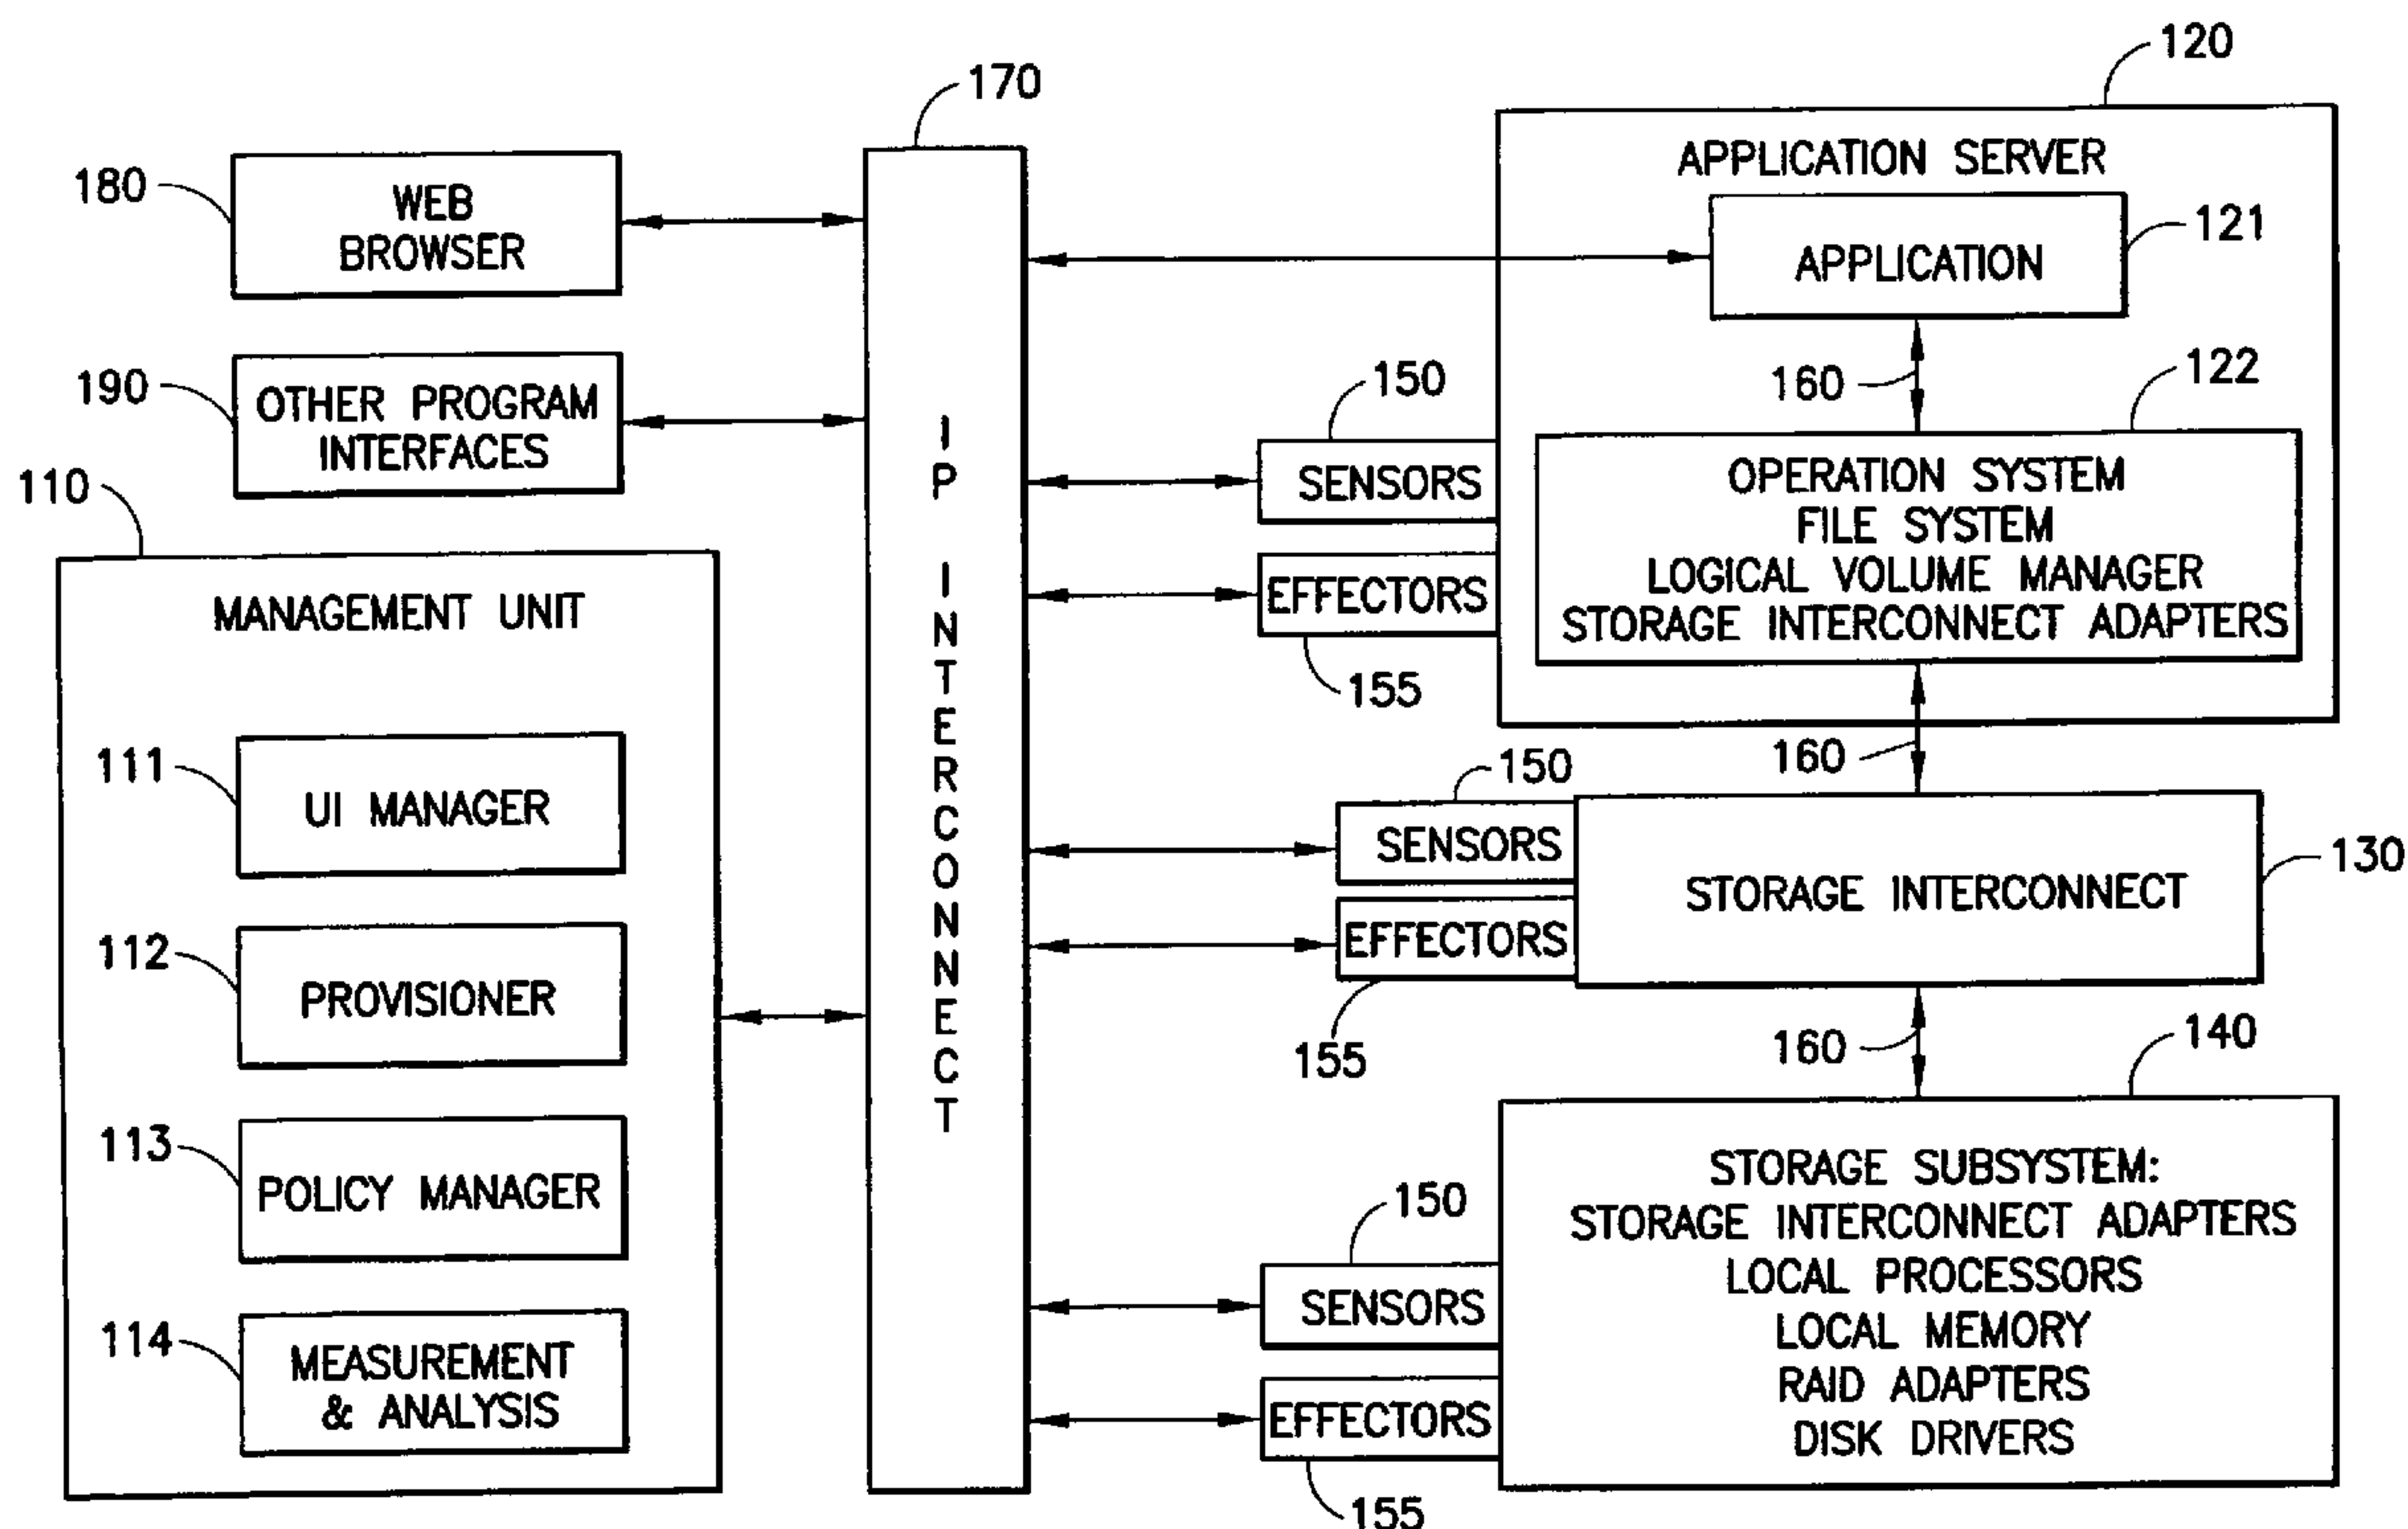 170
180
WEB
BROWSER
190
OTHER PROGRAM
INTERFACES
110
MANAGEMENT UNIT
111
UI MANAGER
112
PROVISIONER
113
POLICY MANAGER
114
MEASUREMENT
& ANALYSIS
IP INTERCONNECT
120
APPLICATION SERVER
121
APPLICATION
160
122
OPERATION SYSTEM
FILE SYSTEM
LOGICAL VOLUME MANAGER
STORAGE INTERCONNECT ADAPTERS
150
SENSORS
EFFECTORS
155
160
150
SENSORS
EFFECTORS
155
STORAGE INTERCONNECT
130
160
140
STORAGE SUBSYSTEM:
STORAGE INTERCONNECT ADAPTERS
LOCAL PROCESSORS
LOCAL MEMORY
RAID ADAPTERS
DISK DRIVERS
150
SENSORS
EFFECTORS
155